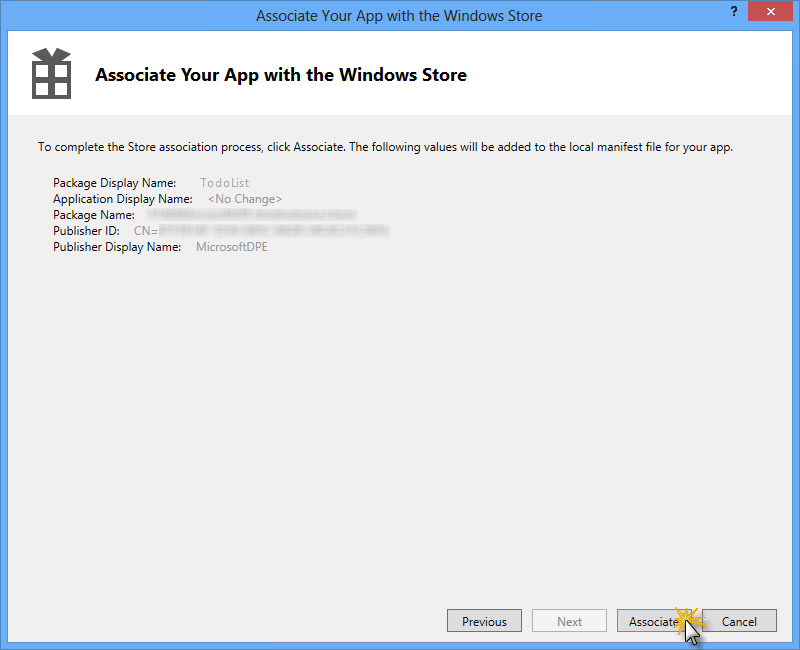 Associate Your App with the Windows Store
?
Associate Your App with the Windows Store
To complete the Store association process, click Associate. The following values will be added to the local manifest file for your app.
Package Display Name: TodoList
Application Display Name: <No Change>
Package Name:
Publisher ID: CN=
Publisher Display Name: MicrosoftDPE
Previous Next Associate Cancel